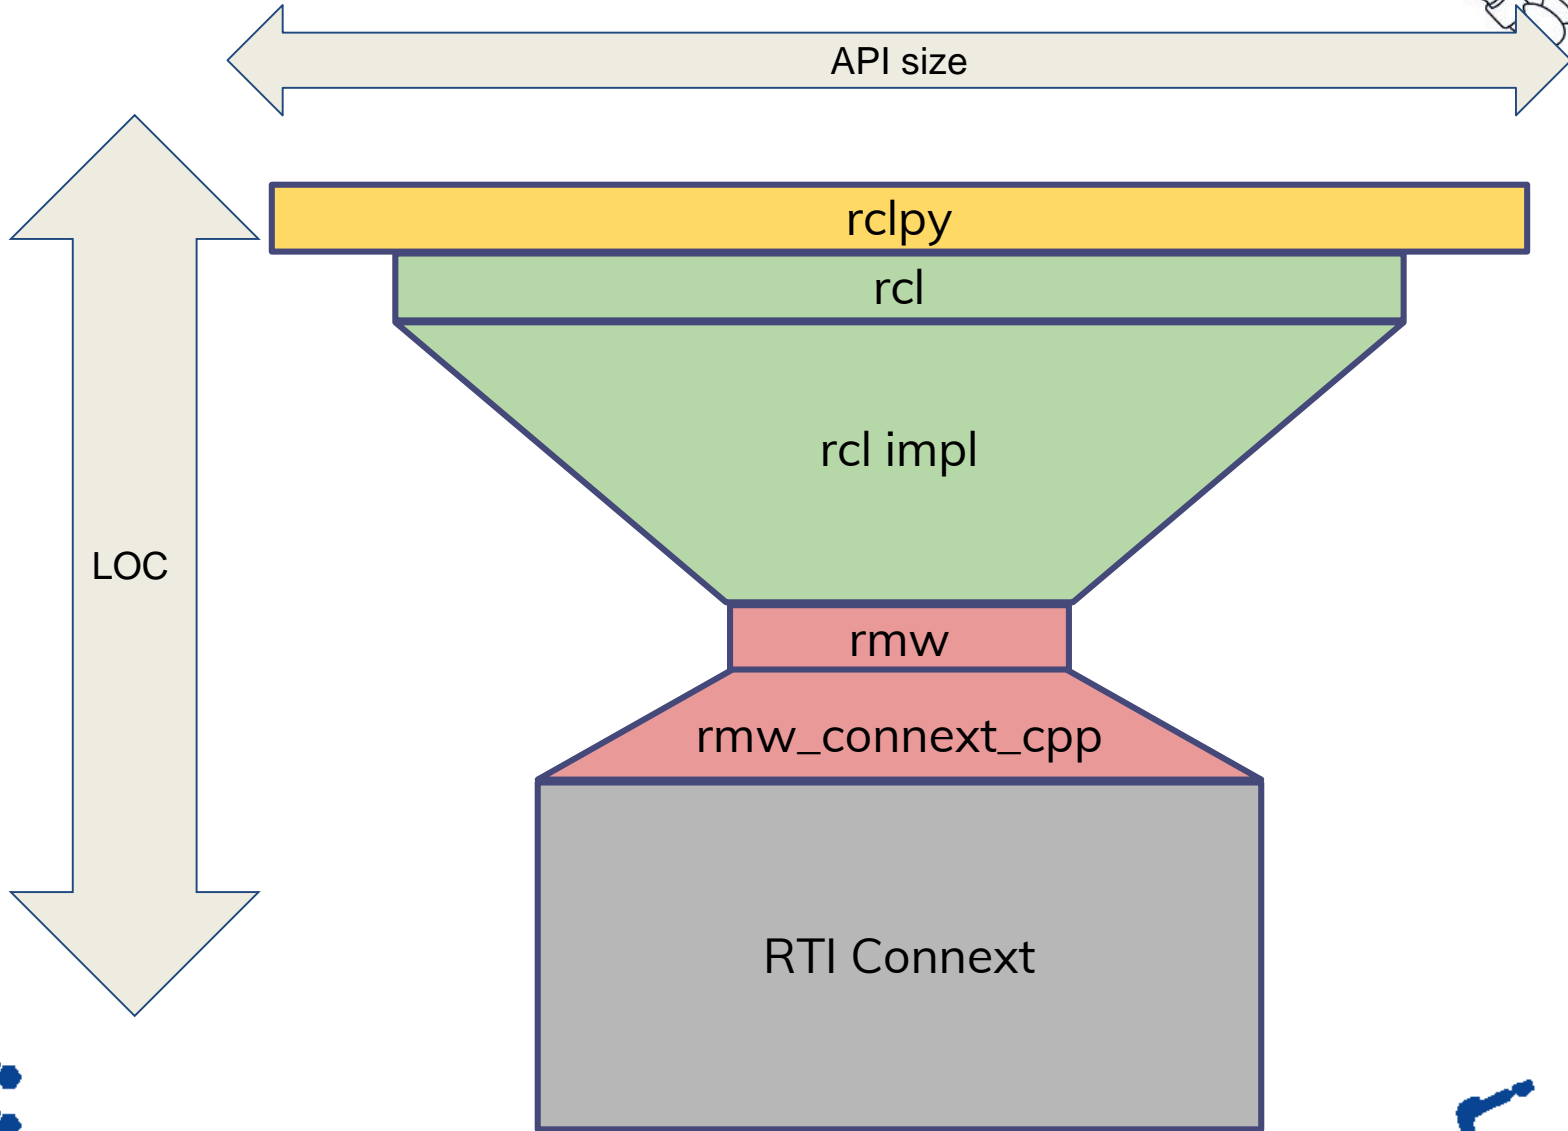 API size
rclpy
rcl
rcl impl
LOC
rmw
rmw_connext_cpp
RTI Connext